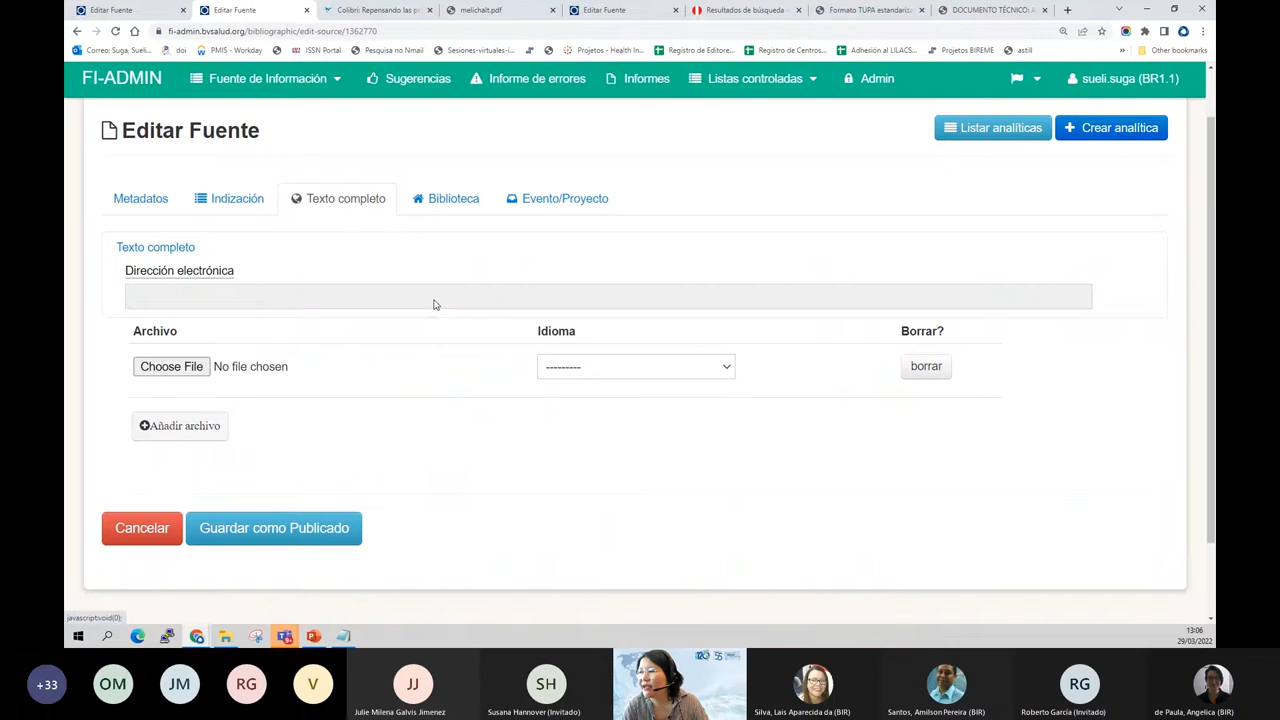 Editar Fuente
Editar Fuente
Colibri: Repensando las pr
melichalt.pdf
Editar Fuente
Resultados de búsqueda -
Formato TUPA estandariz
DOCUMENTO TÉCNICO: A
fi-admin.bvsalud.org/bibliographic/edit-source/1362770
Correo: Suga, Sueli...
doi
PMIS - Workday
ISSN Portal
Pesquisa no Nmail
Sesiones-virtuales-i...
Projetos - Health In...
Registro de Editore...
Registro de Centros...
Adhesión al LILACS...
Projetos BIREME
astill
»
Other bookmarks
FI-ADMIN
Fuente de Información
Sugerencias
Informe de errores
Informes
Listas controladas
Admin
sueli.suga (BR1.1)
Editar Fuente
Listar analíticas
Crear analítica
Metadatos
Indización
Texto completo
Biblioteca
Evento/Proyecto
Texto completo
Dirección electrónica
Archivo
Idioma
Borrar?
Choose File
No file chosen
---------
borrar
Añadir archivo
Cancelar
Guardar como Publicado
javascript:void(0);
13:06
29/03/2022
+33
OM
JM
RG
V
JJ
SH
RG
Julie Milena Galvis Jimenez
Susana Hannover (Invitado)
Silva, Lais Aparecida da (BIR)
Santos, Amilson Pereira (BIR)
Roberto García (Invitado)
de Paula, Angelica (BIR)